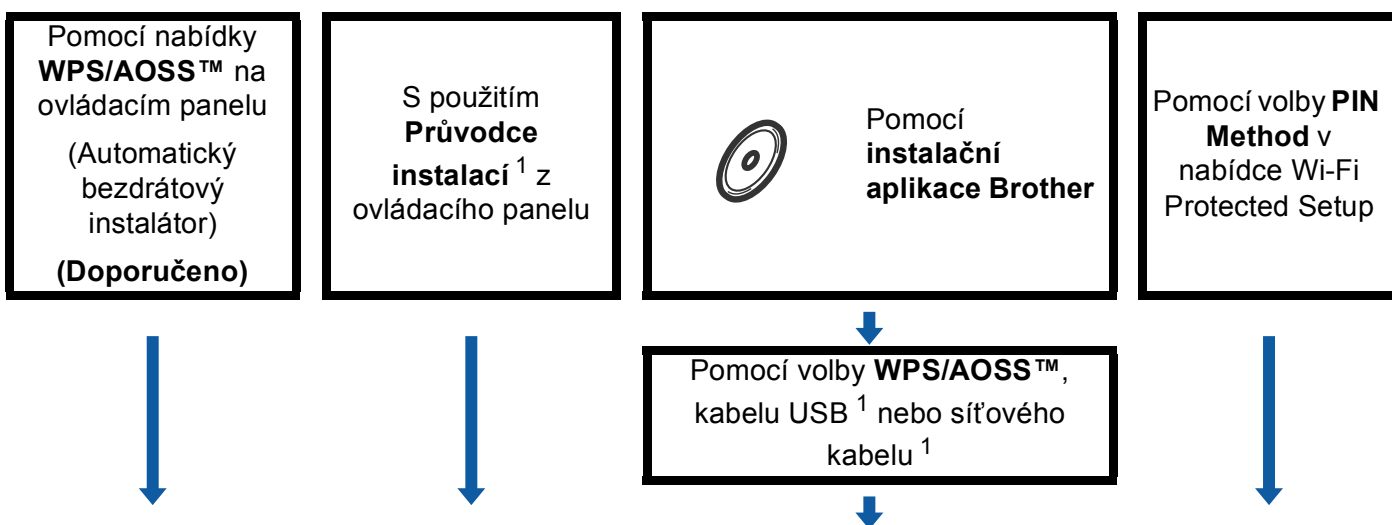 Pomocí nabídky
WPS/AOSS™ na
ovládacím panelu
(Automatický
bezdrátový
instalátor)
(Doporučeno)
S použitím
Průvodce
instalací 1 z
ovládacího panelu
Pomocí
instalační
aplikace Brother
Pomocí volby PIN
Method v
nabídce Wi-Fi
Protected Setup
Pomocí volby WPS/AOSS™,
kabelu USB 1 nebo síťového
kabelu 1